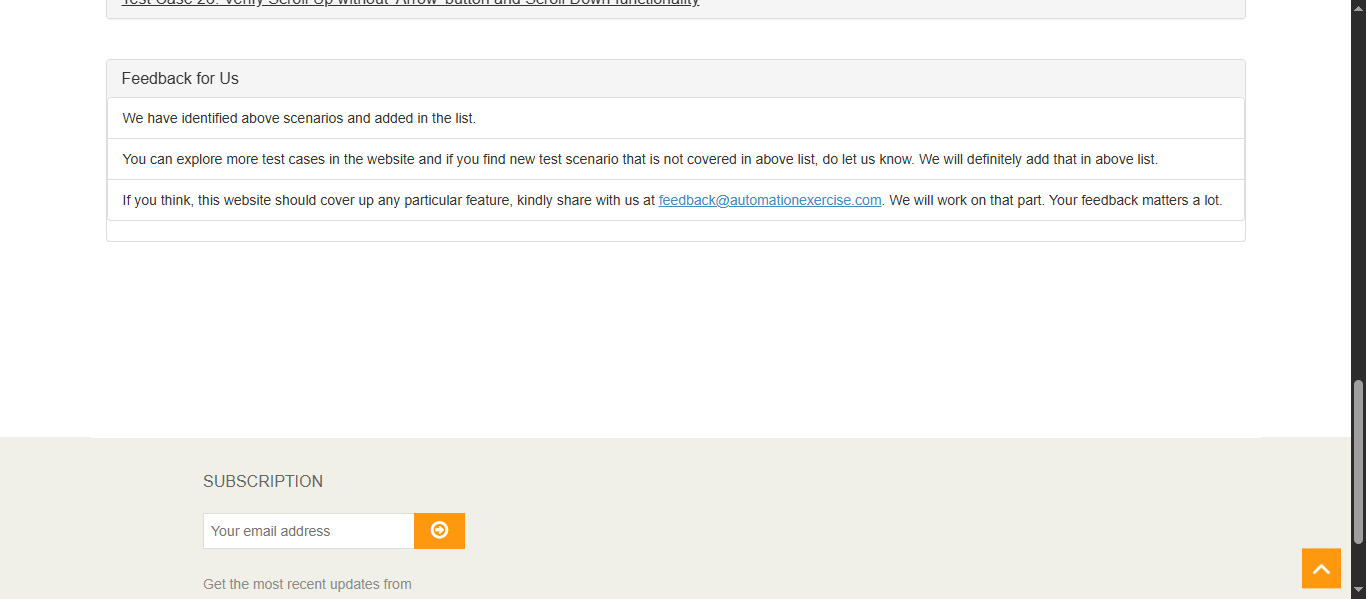 Test Case 26: Verify Scroll Up without 'Arrow' button and Scroll Down functionality
Feedback for Us
We have identified above scenarios and added in the list.
You can explore more test cases in the website and if you find new test scenario that is not covered in above list, do let us know. We will definitely add that in above list.
If you think, this website should cover up any particular feature, kindly share with us at feedback@automationexercise.com. We will work on that part. Your feedback matters a lot.
SUBSCRIPTION
Your email address
Get the most recent updates from